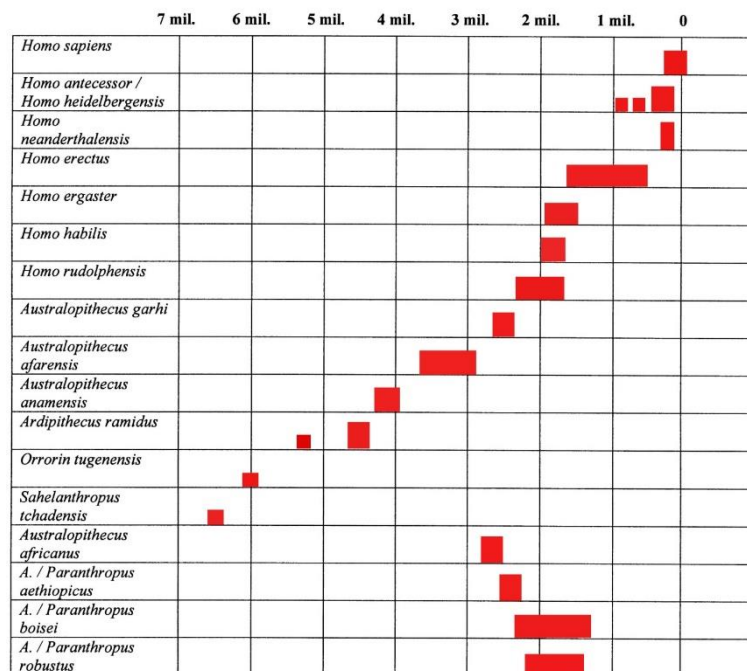 7 mil. 6 mil. 5 mil. 4 mil. 3 mil. 2 mil. 1 mil. 0
Homo sapiens
Homo antecessor /
Homo heidelbergensis
Homo
neanderthalensis
Homo erectus
Homo ergaster
Homo habilis
Homo rudolphensis
Australopithecus garhi
Australopithecus
afarensis
Australopithecus
anamensis
Ardipithecus ramidus
Orrorin tugenensis
Sahelanthropus
tchadensis
Australopithecus
africanus
A. / Paranthropus
aethiopicus
A. / Paranthropus
boisei
A. / Paranthropus
robustus